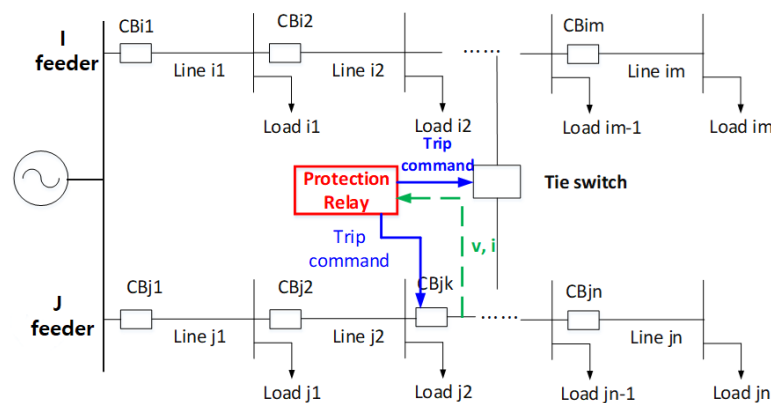 I
feeder
CBi1
CBi2
......
CBim
Line i1
Line i2
Line im
Load i1
Load i2
Load im-1
Load im
Trip
command
Protection
Relay
Tie switch
Trip
command
v, i
J
feeder
CBj1
CBj2
CBjk
......
CBjn
Line j1
Line j2
Line jn
Load j1
Load j2
Load jn-1
Load jn